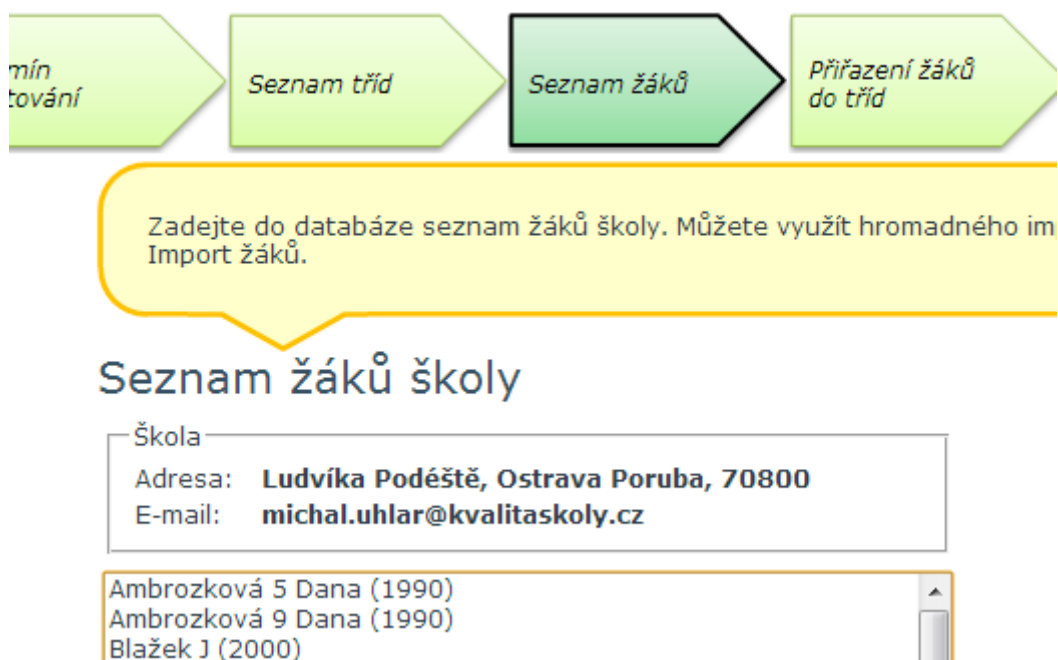 mín
tování
Seznam tříd
Seznam žáků
Přiřazení žáků
do tříd
Zadejte do databáze seznam žáků školy. Můžete využít hromadného im
Import žáků.
Seznam žáků školy
Škola
Adresa: Ludvíka Podéště, Ostrava Poruba, 70800
E-mail: michal.uhlar@kvalitaskoly.cz
Ambrozková 5 Dana (1990)
Ambrozková 9 Dana (1990)
Blažek J (2000)